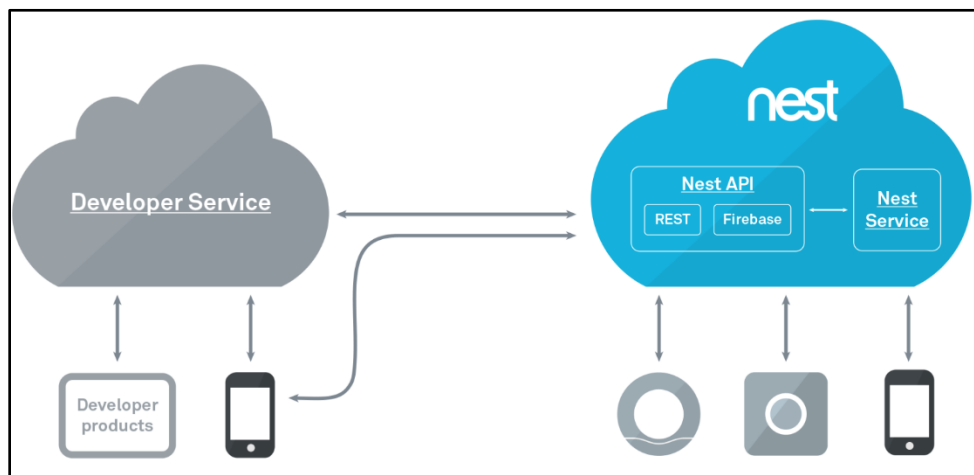 nest
Developer Service
Nest API
REST
Firebase
Nest
Service
Developer
products